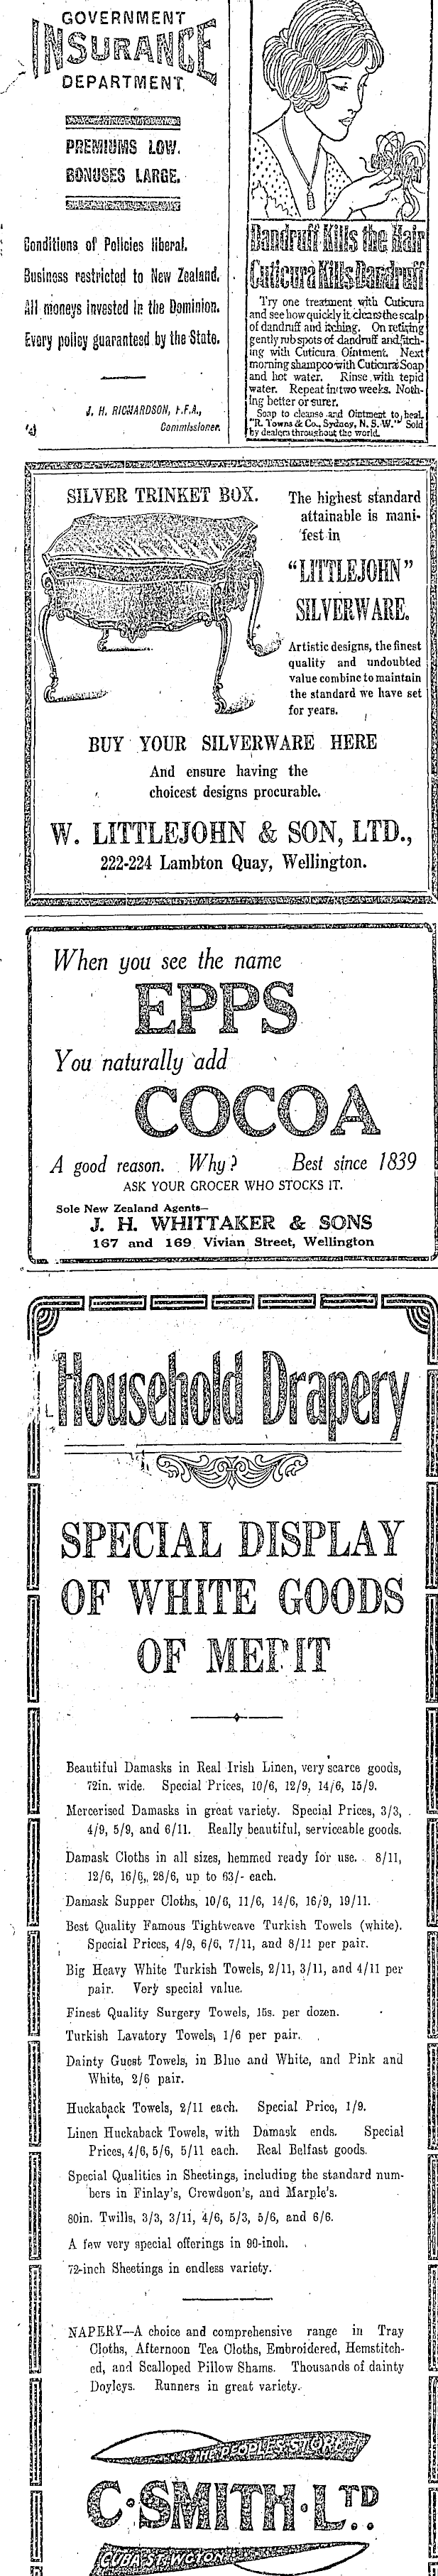 GOVERNMENT
INSURANCE
DEPARTMENT.
PREMIUMS LOW.
BONUSES LARGE.
Conditions of Policies liberal.
Business restricted to New Zealand.
All moneys invested in the Dominion.
Every policy guaranteed by the State.
J. H. RICHARDSON, F.F.A.,
Commissioner.
Dandruff Kills the Hair
Cuticura Kills Dandruff
Try one treatment with Cuticura
and see how quickly it clears the scalp
of dandruff and itching. On retiring
gently rub spots of dandruff and itch-
ing with Cuticura Ointment. Next
morning shampoo with Cuticura Soap
and hot water. Rinse with tepid
water. Repeat in two weeks. Noth-
ing better or surer.
Soap to cleanse and Ointment to heal.
"R. Towns & Co., Sydney, N. S. W." Sold
by dealers throughout the world.
SILVER TRINKET BOX.
The highest standard
attainable is mani-
fest in
"LITTLEJOHN"
SILVERWARE.
Artistic designs, the finest
quality and undoubted
value combine to maintain
the standard we have set
for years.
BUY YOUR SILVERWARE HERE
And ensure having the
choicest designs procurable.
W. LITTLEJOHN & SON, LTD.,
222-224 Lambton Quay, Wellington.
When you see the name
EPPS
You naturally add
COCOA
A good reason. Why? Best since 1839
ASK YOUR GROCER WHO STOCKS IT.
Sole New Zealand Agents—
J. H. WHITTAKER & SONS
167 and 169 Vivian Street, Wellington
Household Drapery
SPECIAL DISPLAY
OF WHITE GOODS
OF MERIT
Beautiful Damasks in Real Irish Linen, very scarce goods,
72in. wide. Special Prices, 10/6, 12/9, 14/6, 15/9.
Mercerised Damasks in great variety. Special Prices, 3/3,
4/9, 5/9, and 6/11. Really beautiful, serviceable goods.
Damask Cloths in all sizes, hemmed ready for use. 8/11,
12/6, 16/6, 28/6, up to 63/- each.
Damask Supper Cloths, 10/6, 11/6, 14/6, 16/9, 19/11.
Best Quality Famous Tightweave Turkish Towels (white).
Special Prices, 4/9, 6/6, 7/11, and 8/11 per pair.
Big Heavy White Turkish Towels, 2/11, 3/11, and 4/11 per
pair. Very special value.
Finest Quality Surgery Towels, 15s. per dozen.
Turkish Lavatory Towels, 1/6 per pair.
Dainty Guest Towels, in Blue and White, and Pink and
White, 2/6 pair.
Huckaback Towels, 2/11 each. Special Price, 1/9.
Linen Huckaback Towels, with Damask ends. Special
Prices, 4/6, 5/6, 5/11 each. Real Belfast goods.
Special Qualities in Sheetings, including the standard num-
bers in Finlay's, Crewdson's, and Marple's.
80in. Twills, 3/3, 3/11, 4/6, 5/3, 5/6, and 6/6.
A few very special offerings in 90-inch.
72-inch Sheetings in endless variety.
NAPERY—A choice and comprehensive range in Tray
Cloths, Afternoon Tea Cloths, Embroidered, Hemstitch-
ed, and Scalloped Pillow Shams. Thousands of dainty
Doyleys. Runners in great variety.
THE PEOPLE'S STORE
C. SMITH. LTD
CUBA ST. WGTON